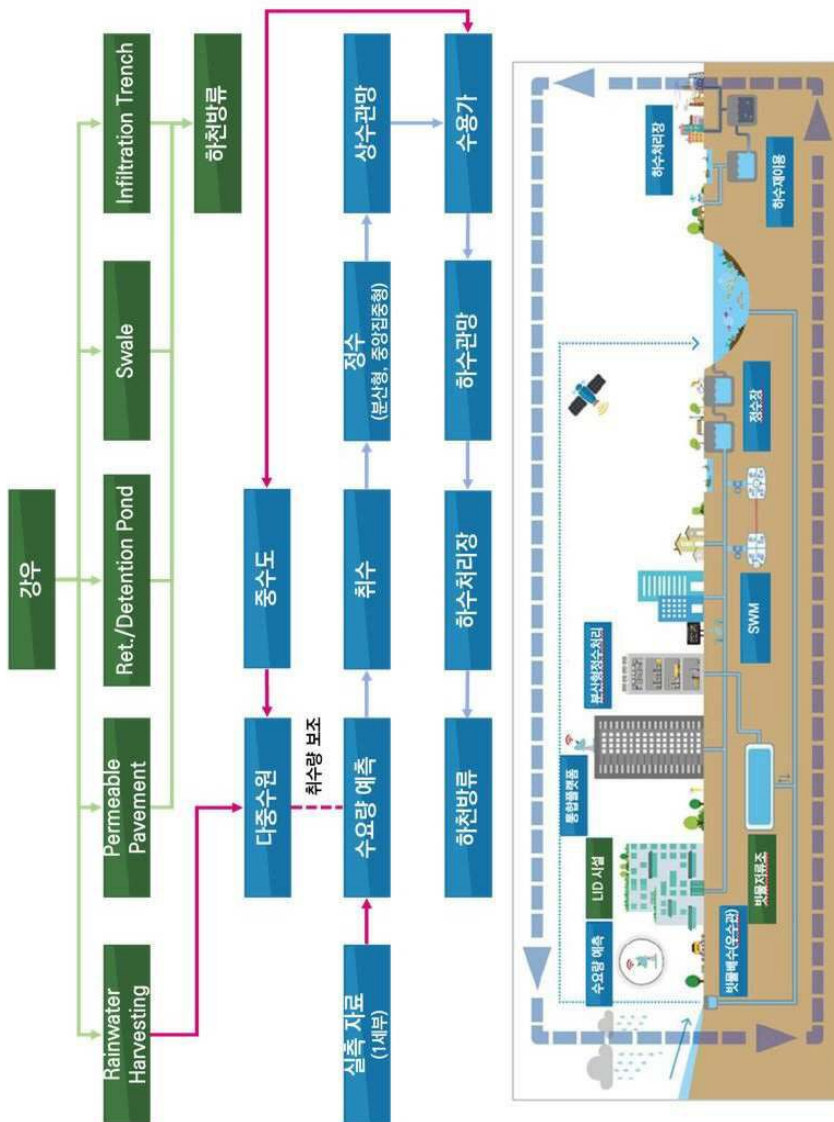 강우
Rainwater
Harvesting
Permeable
Pavement
Ret./Detention Pond
Swale
Infiltration Trench
하천방류
다중수원
중수도
취수량 보조
실측 자료
(1세부)
수요량 예측
취수
정수
(분산형, 중앙집중형)
상수관망
하천방류
하수처리장
하수관망
수용가
수요량 예측
LID 시설
통합플랫폼
분산형정수처리
하수처리장
빗물배수(우수관)
빗물저류조
SWM
정수장
하수재이용